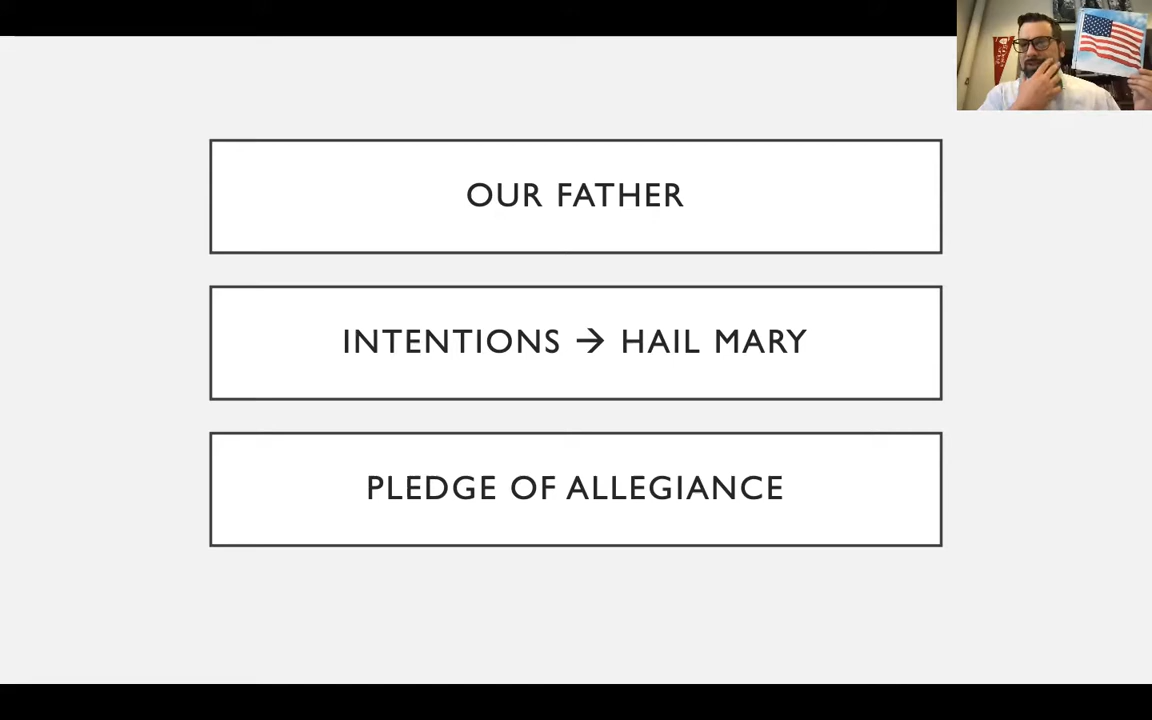 OUR FATHER
INTENTIONS → HAIL MARY
PLEDGE OF ALLEGIANCE